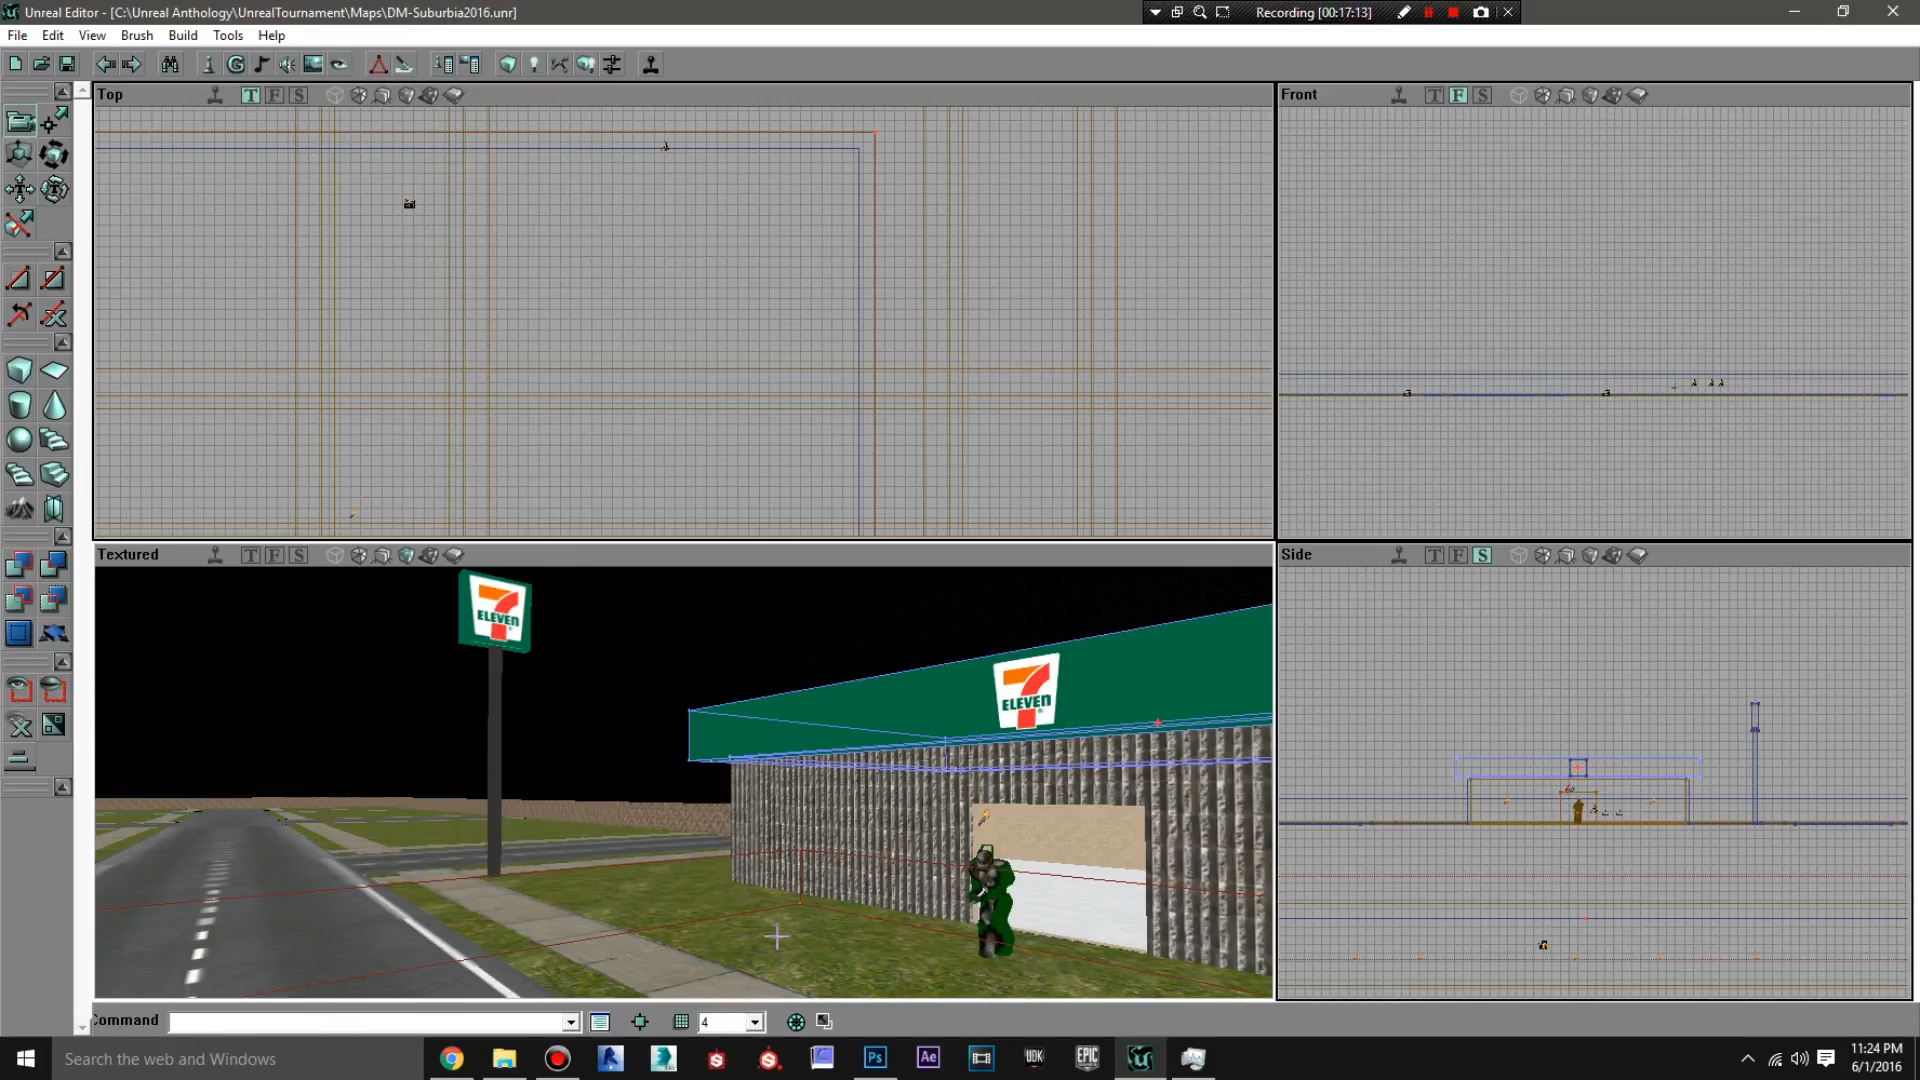 Unreal Editor - [C:\Unreal Anthology\UnrealTournament\Maps\DM-Suburbia2016.unr]
Recording [00:17:13]
File Edit View Brush Build Tools Help
Top T F S
Front T F S
Textured T F S
Side T F S
7
ELEVEN
7
ELEVEN
Command
4
Search the web and Windows
Ps
Ae
UDK
EPIC
11:24 PM
6/1/2016